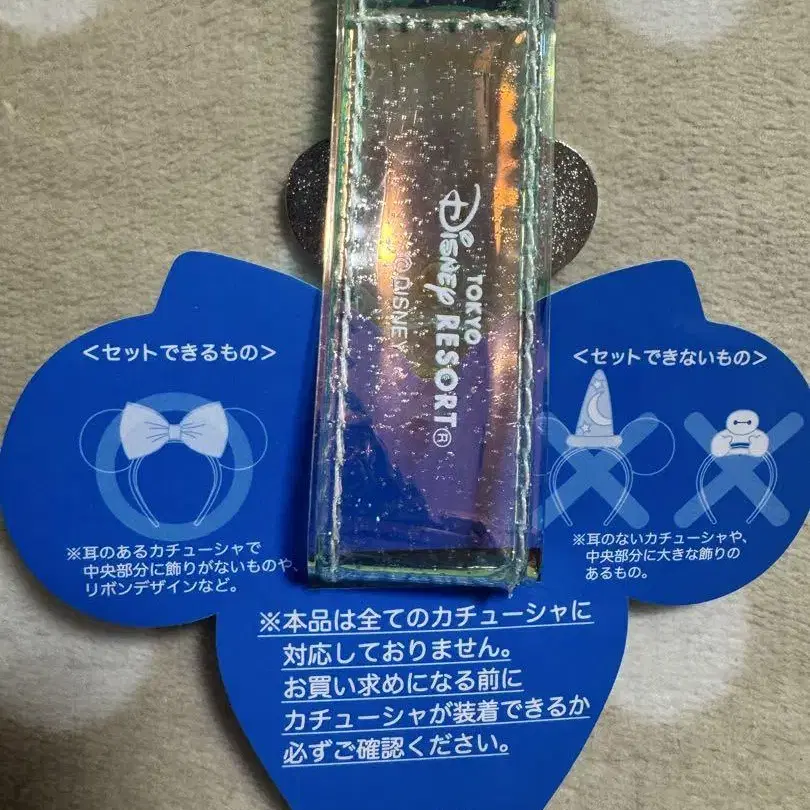 TOKYO
Disney RESORT®
©DISNEY
<セットできるもの>
※耳のあるカチューシャで
中央部分に飾りがないものや、
リボンデザインなど。
<セットできないもの>
※耳のないカチューシャや、
中央部分に大きな飾りの
あるもの。
※本品は全てのカチューシャに
対応しておりません。
お買い求めになる前に
カチューシャが装着できるか
必ずご確認ください。